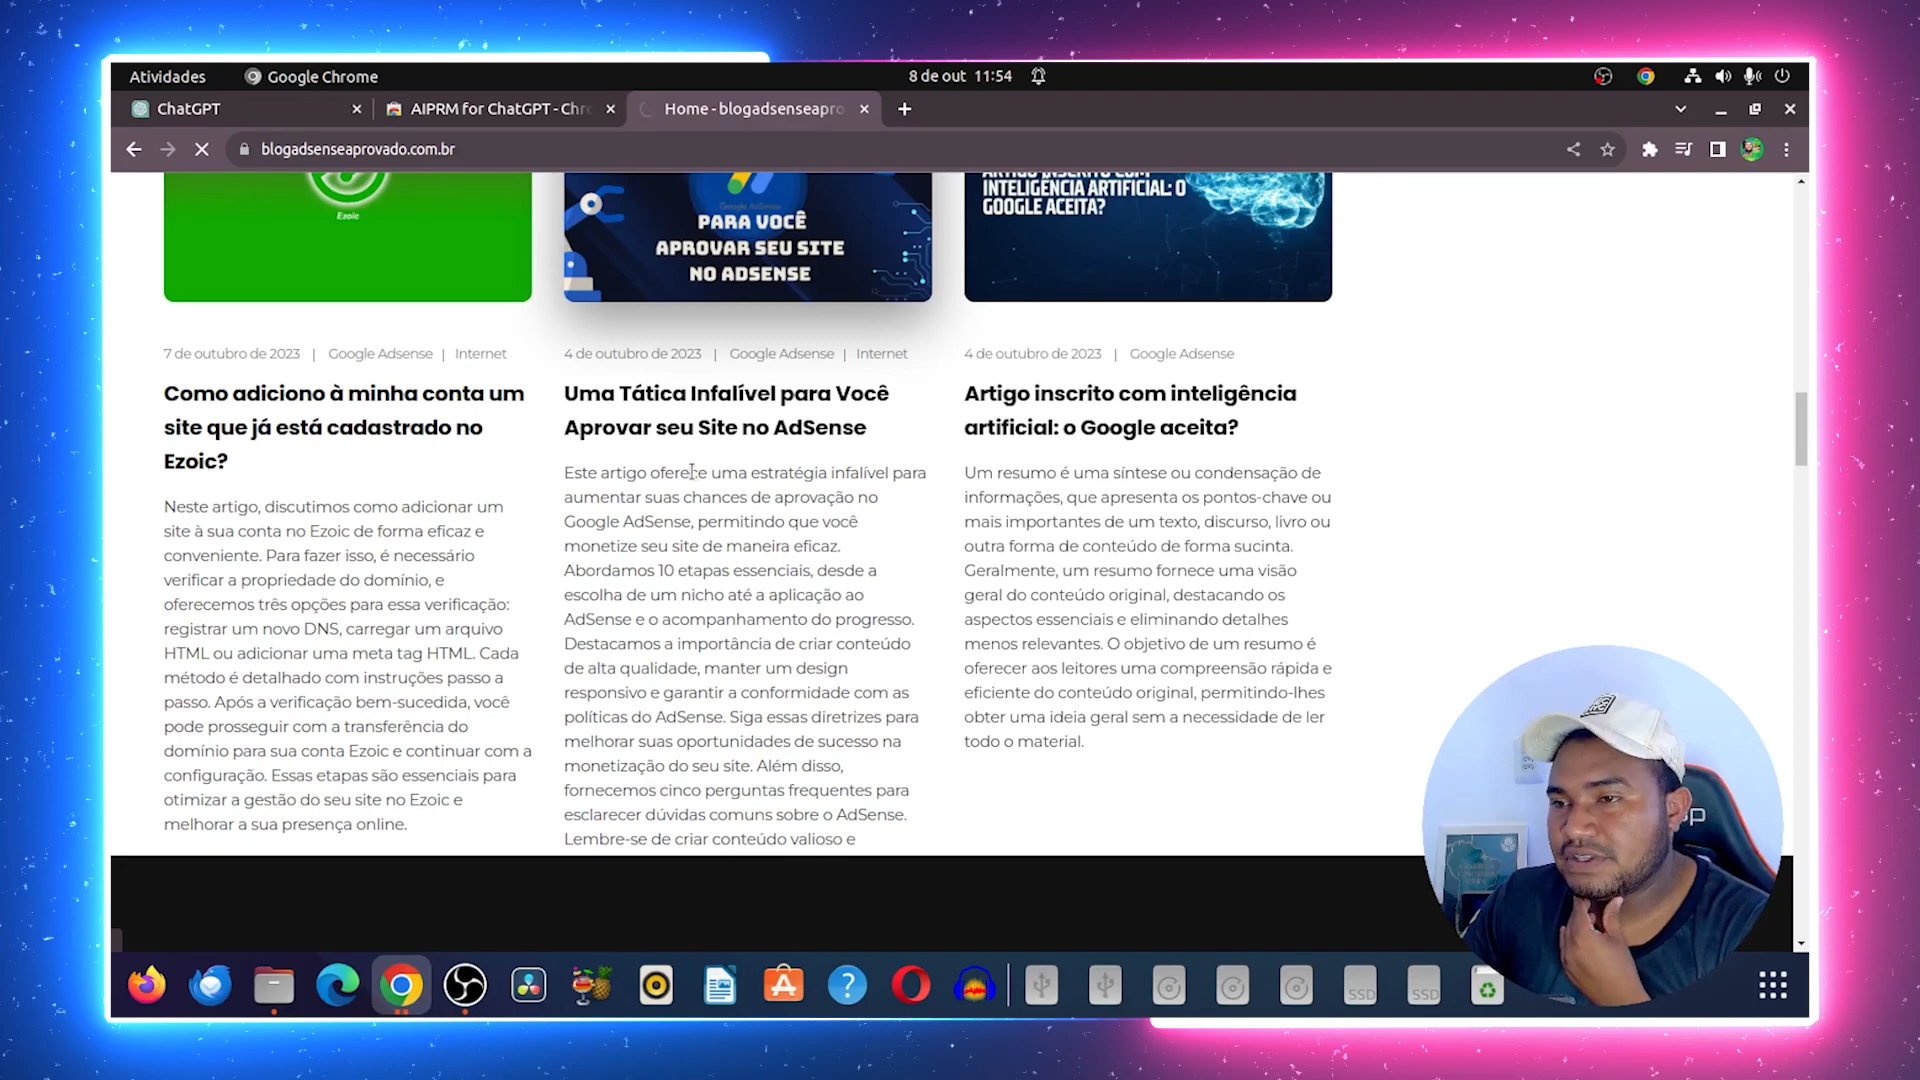 Atividades Google Chrome 8 de out 11:54
ChatGPT AIPRM for ChatGPT - Chro Home - blogadsenseapro
blogadsenseaprovado.com.br
Ezoic
Google AdSense
PARA VOCÊ
APROVAR SEU SITE
NO ADSENSE
ARTIGO INSCRITO COM
INTELIGÊNCIA ARTIFICIAL: O
GOOGLE ACEITA?
7 de outubro de 2023 | Google Adsense | Internet
Como adiciono à minha conta um
site que já está cadastrado no
Ezoic?
Neste artigo, discutimos como adicionar um
site à sua conta no Ezoic de forma eficaz e
conveniente. Para fazer isso, é necessário
verificar a propriedade do domínio, e
oferecemos três opções para essa verificação:
registrar um novo DNS, carregar um arquivo
HTML ou adicionar uma meta tag HTML. Cada
método é detalhado com instruções passo a
passo. Após a verificação bem-sucedida, você
pode prosseguir com a transferência do
domínio para sua conta Ezoic e continuar com a
configuração. Essas etapas são essenciais para
otimizar a gestão do seu site no Ezoic e
melhorar a sua presença online.
4 de outubro de 2023 | Google Adsense | Internet
Uma Tática Infalível para Você
Aprovar seu Site no AdSense
Este artigo oferece uma estratégia infalível para
aumentar suas chances de aprovação no
Google AdSense, permitindo que você
monetize seu site de maneira eficaz.
Abordamos 10 etapas essenciais, desde a
escolha de um nicho até a aplicação ao
AdSense e o acompanhamento do progresso.
Destacamos a importância de criar conteúdo
de alta qualidade, manter um design
responsivo e garantir a conformidade com as
políticas do AdSense. Siga essas diretrizes para
melhorar suas oportunidades de sucesso na
monetização do seu site. Além disso,
fornecemos cinco perguntas frequentes para
esclarecer dúvidas comuns sobre o AdSense.
Lembre-se de criar conteúdo valioso e
4 de outubro de 2023 | Google Adsense
Artigo inscrito com inteligência
artificial: o Google aceita?
Um resumo é uma síntese ou condensação de
informações, que apresenta os pontos-chave ou
mais importantes de um texto, discurso, livro ou
outra forma de conteúdo de forma sucinta.
Geralmente, um resumo fornece uma visão
geral do conteúdo original, destacando os
aspectos essenciais e eliminando detalhes
menos relevantes. O objetivo de um resumo é
oferecer aos leitores uma compreensão rápida e
eficiente do conteúdo original, permitindo-lhes
obter uma ideia geral sem a necessidade de ler
todo o material.
SSD SSD